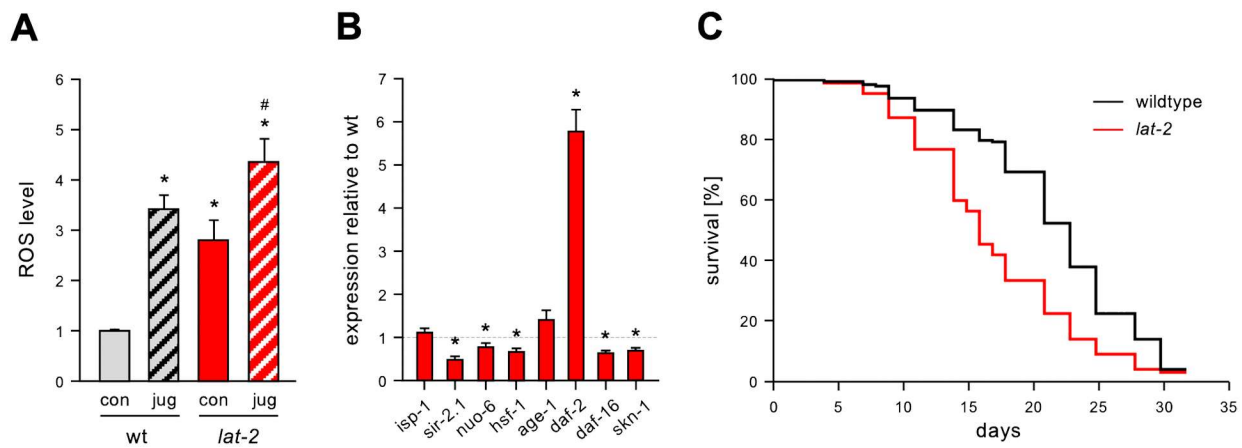 A
ROS level
6
5
4
3
2
1
0
*
*
#
*
con
jug
con
jug
wt
lat-2
B
expression relative to wt
7
6
5
4
3
2
1
0
*
*
*
*
*
*
isp-1
sir-2.1
nuo-6
hsf-1
age-1
daf-2
daf-16
skn-1
C
survival [%]
100
80
60
40
20
0
wildtype
lat-2
0
5
10
15
20
25
30
35
days